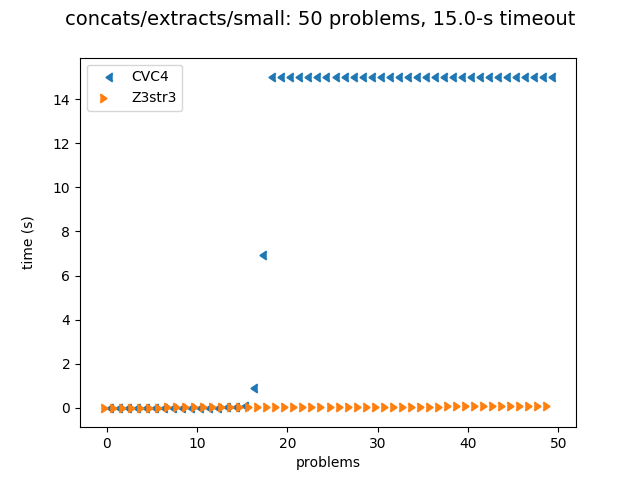 concats/extracts/small: 50 problems, 15.0-s timeout
CVC4
Z3str3
time (s)
14
12
10
8
6
4
2
0
0 10 20 30 40 50
problems